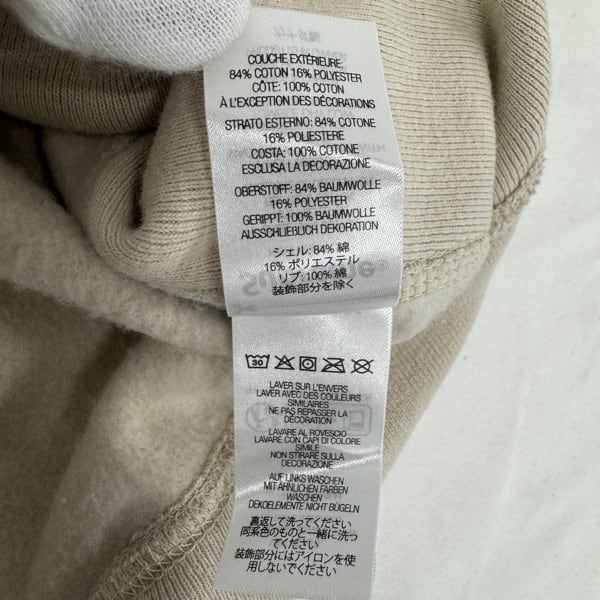 COUCHE EXTÉRIEURE:
84% COTON 16% POLYESTER
CÔTE: 100% COTON
À L'EXCEPTION DES DÉCORATIONS
STRATO ESTERNO: 84% COTONE
16% POLIESTERE
COSTA: 100% COTONE
ESCLUSA LA DECORAZIONE
OBERSTOFF: 84% BAUMWOLLE
16% POLYESTER
GERIPPT: 100% BAUMWOLLE
AUSSCHLIEẞLICH DEKORATION
シェル: 84% 綿
16% ポリエステル
リブ: 100% 綿
装飾部分を除く
30
LAVER SUR L'ENVERS
LAVER AVEC DES COULEURS
SIMILAIRES
NE PAS REPASSER LA
DÉCORATION
LAVARE AL ROVESCIO
LAVARE CON CAPI DI COLORE
SIMILE
NON STIRARE SULLA
DECORAZIONE
AUF LINKS WASCHEN
MIT ÄHNLICHEN FARBEN
WASCHEN
DEKOELEMENTE NICHT BÜGELN
裏返して洗ってください
同系色のものと一緒に洗っ
てください
装飾部分にはアイロンを使
用しないでください